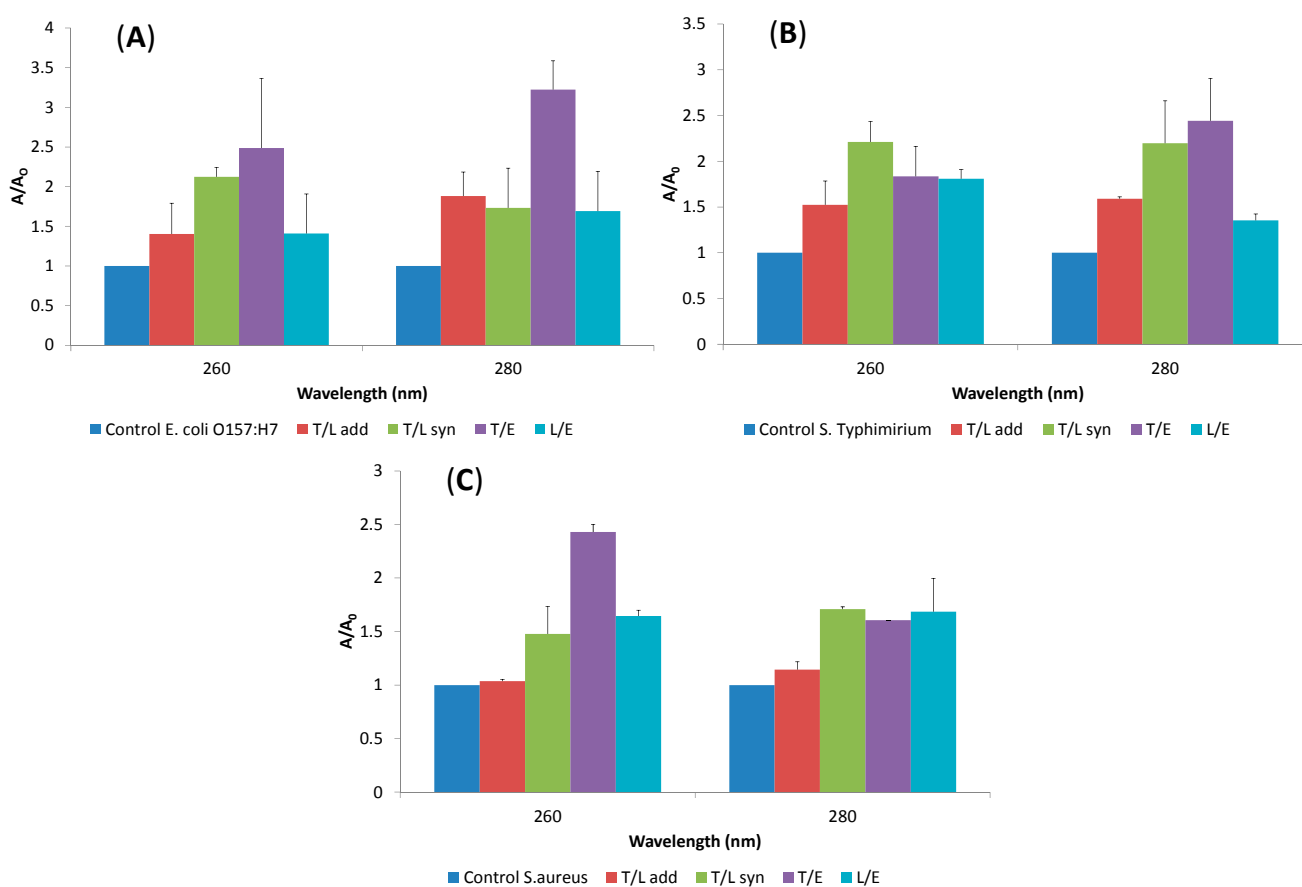 (A)
4
3.5
3
2.5
2
1.5
1
0.5
0
A/A₀
260 280
Wavelength (nm)
Control E. coli O157:H7 T/L add T/L syn T/E L/E
(B)
3.5
3
2.5
2
1.5
1
0.5
0
A/A₀
260 280
Wavelength (nm)
Control S. Typhimirium T/L add T/L syn T/E L/E
(C)
3
2.5
2
1.5
1
0.5
0
A/A₀
260 280
Wavelength (nm)
Control S.aureus T/L add T/L syn T/E L/E